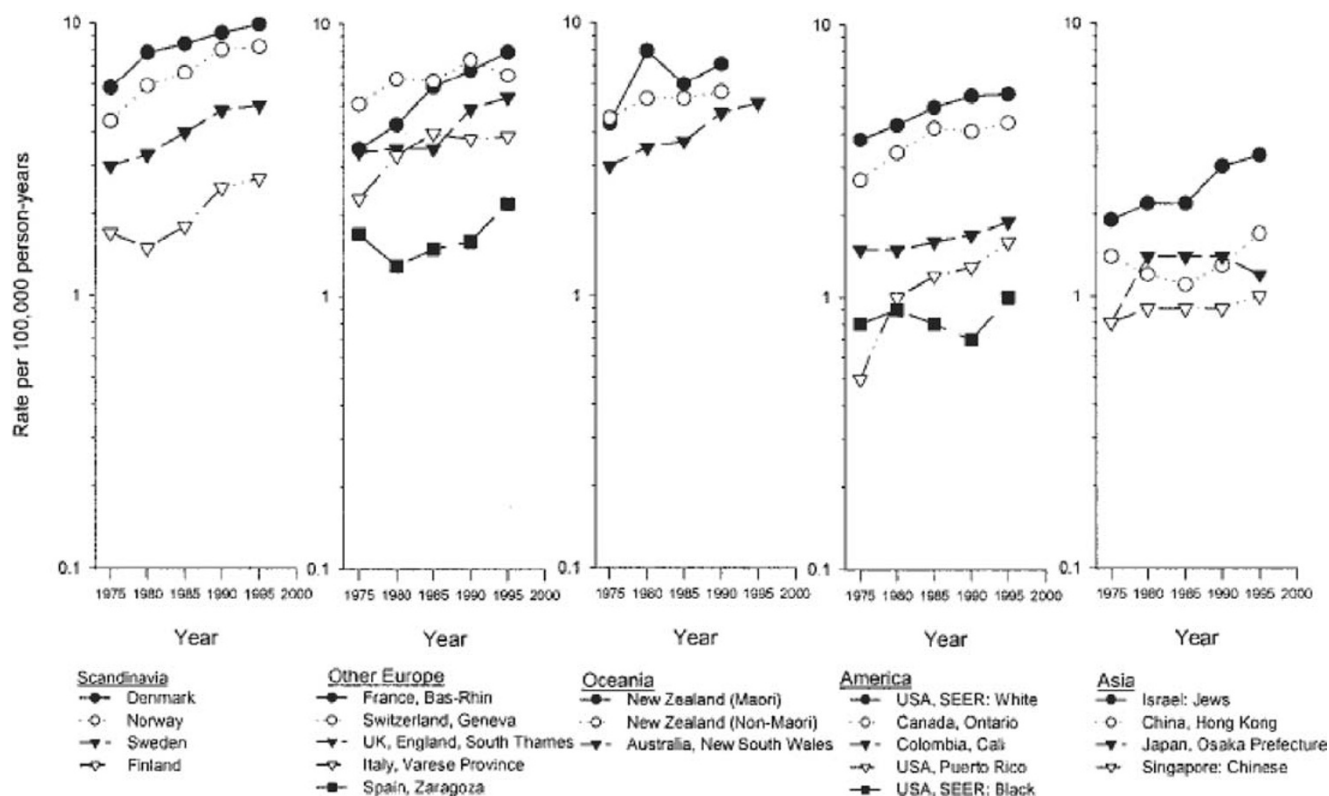 Rate per 100,000 person-years
10
1
0.1
1975 1980 1985 1990 1995 2000
Year
10
1
0.1
1975 1980 1985 1990 1995 2000
Year
10
1
0.1
1975 1980 1985 1990 1995 2000
Year
10
1
0.1
1975 1980 1985 1990 1995 2000
Year
10
1
0.1
1975 1980 1985 1990 1995 2000
Year
Scandinavia
Denmark
Norway
Sweden
Finland
Other Europe
France, Bas-Rhin
Switzerland, Geneva
UK, England, South Thames
Italy, Varese Province
Spain, Zaragoza
Oceania
New Zealand (Maori)
New Zealand (Non-Maori)
Australia, New South Wales
America
USA, SEER: White
Canada, Ontario
Colombia, Cali
USA, Puerto Rico
USA, SEER: Black
Asia
Israel: Jews
China, Hong Kong
Japan, Osaka Prefecture
Singapore: Chinese